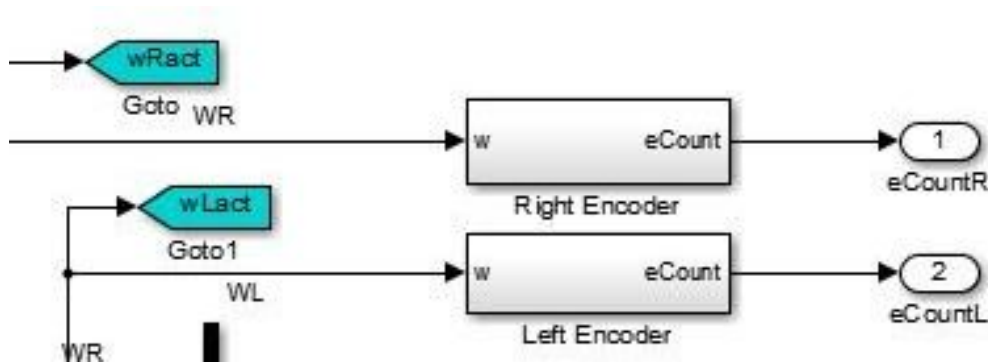 wRact
Goto
WR
w
eCount
1
Right Encoder
eCountR
wLact
Goto1
w
eCount
2
WL
Left Encoder
eCountL
WR